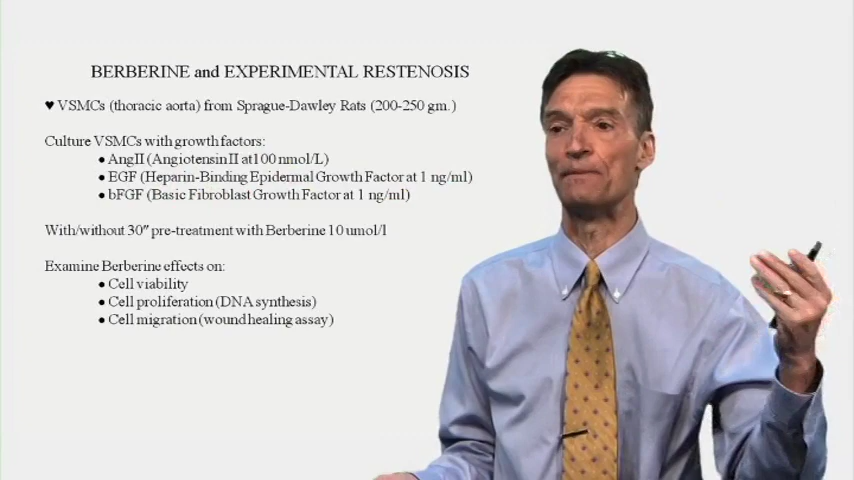 BERBERINE and EXPERIMENTAL RESTENOSIS
♥ VSMCs (thoracic aorta) from Sprague-Dawley Rats (200-250 gm.)
Culture VSMCs with growth factors:
• AngII (Angiotensin II at100 nmol/L)
• EGF (Heparin-Binding Epidermal Growth Factor at 1 ng/ml)
• bFGF (Basic Fibroblast Growth Factor at 1 ng/ml)
With/without 30″ pre-treatment with Berberine 10 umol/l
Examine Berberine effects on:
• Cell viability
• Cell proliferation (DNA synthesis)
• Cell migration (wound healing assay)